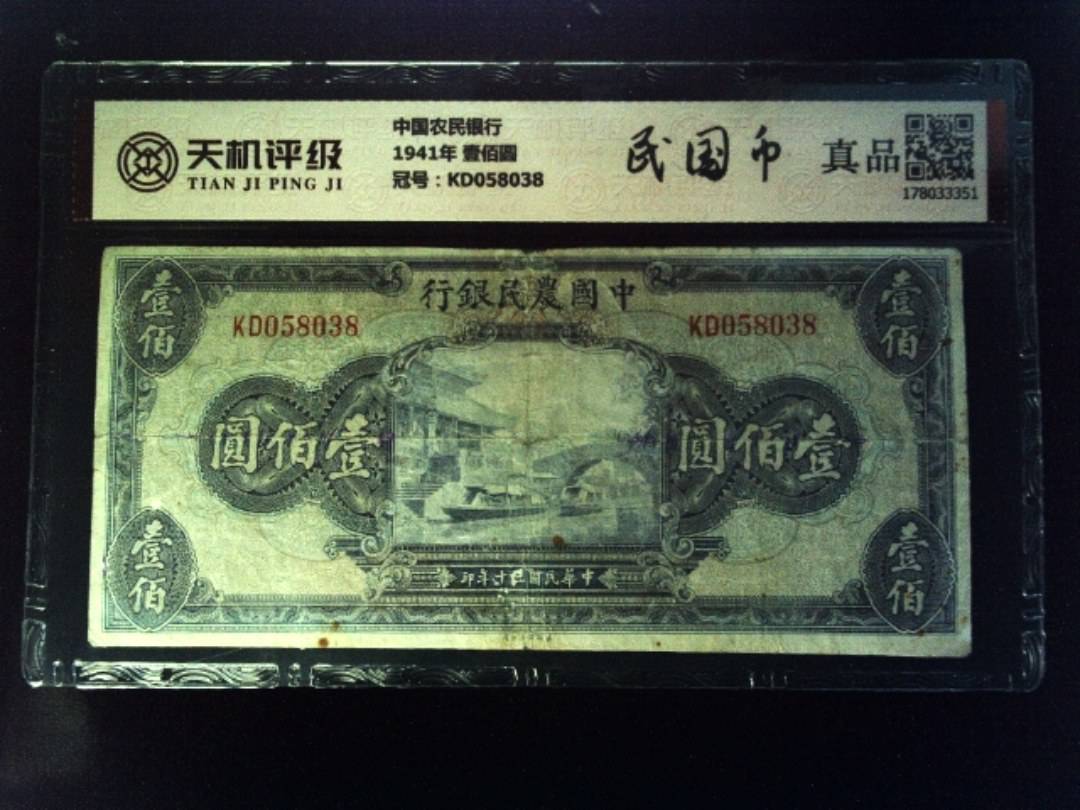 天机评级
TIAN JI PING JI
中国农民银行
1941年 壹佰圓
冠号：KD058038
民国币
真品
178033351
行銀民農國中
KD058038
KD058038
壹佰
壹佰
圓佰壹
圓佰壹
壹佰
壹佰
印年十三國民華中